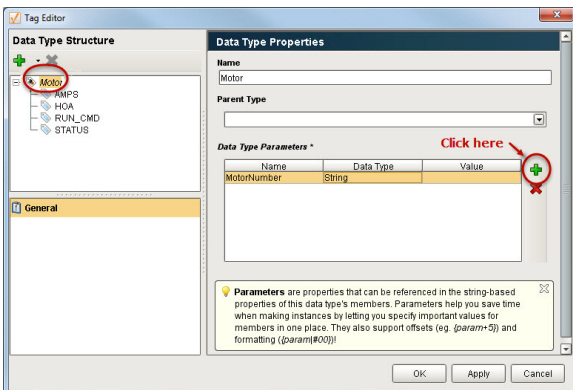 Tag Editor
Data Type Structure
Motor
AMPS
HOA
RUN_CMD
STATUS
General
Data Type Properties
Name
Motor
Parent Type
Data Type Parameters *
Click here
Name Data Type Value
MotorNumber String
Parameters are properties that can be referenced in the string-based
properties of this data type's members. Parameters help you save time
when making instances by letting you specify important values for
members in one place. They also support offsets (eg. {param+5}) and
formatting ({param|#00})!
OK Apply Cancel